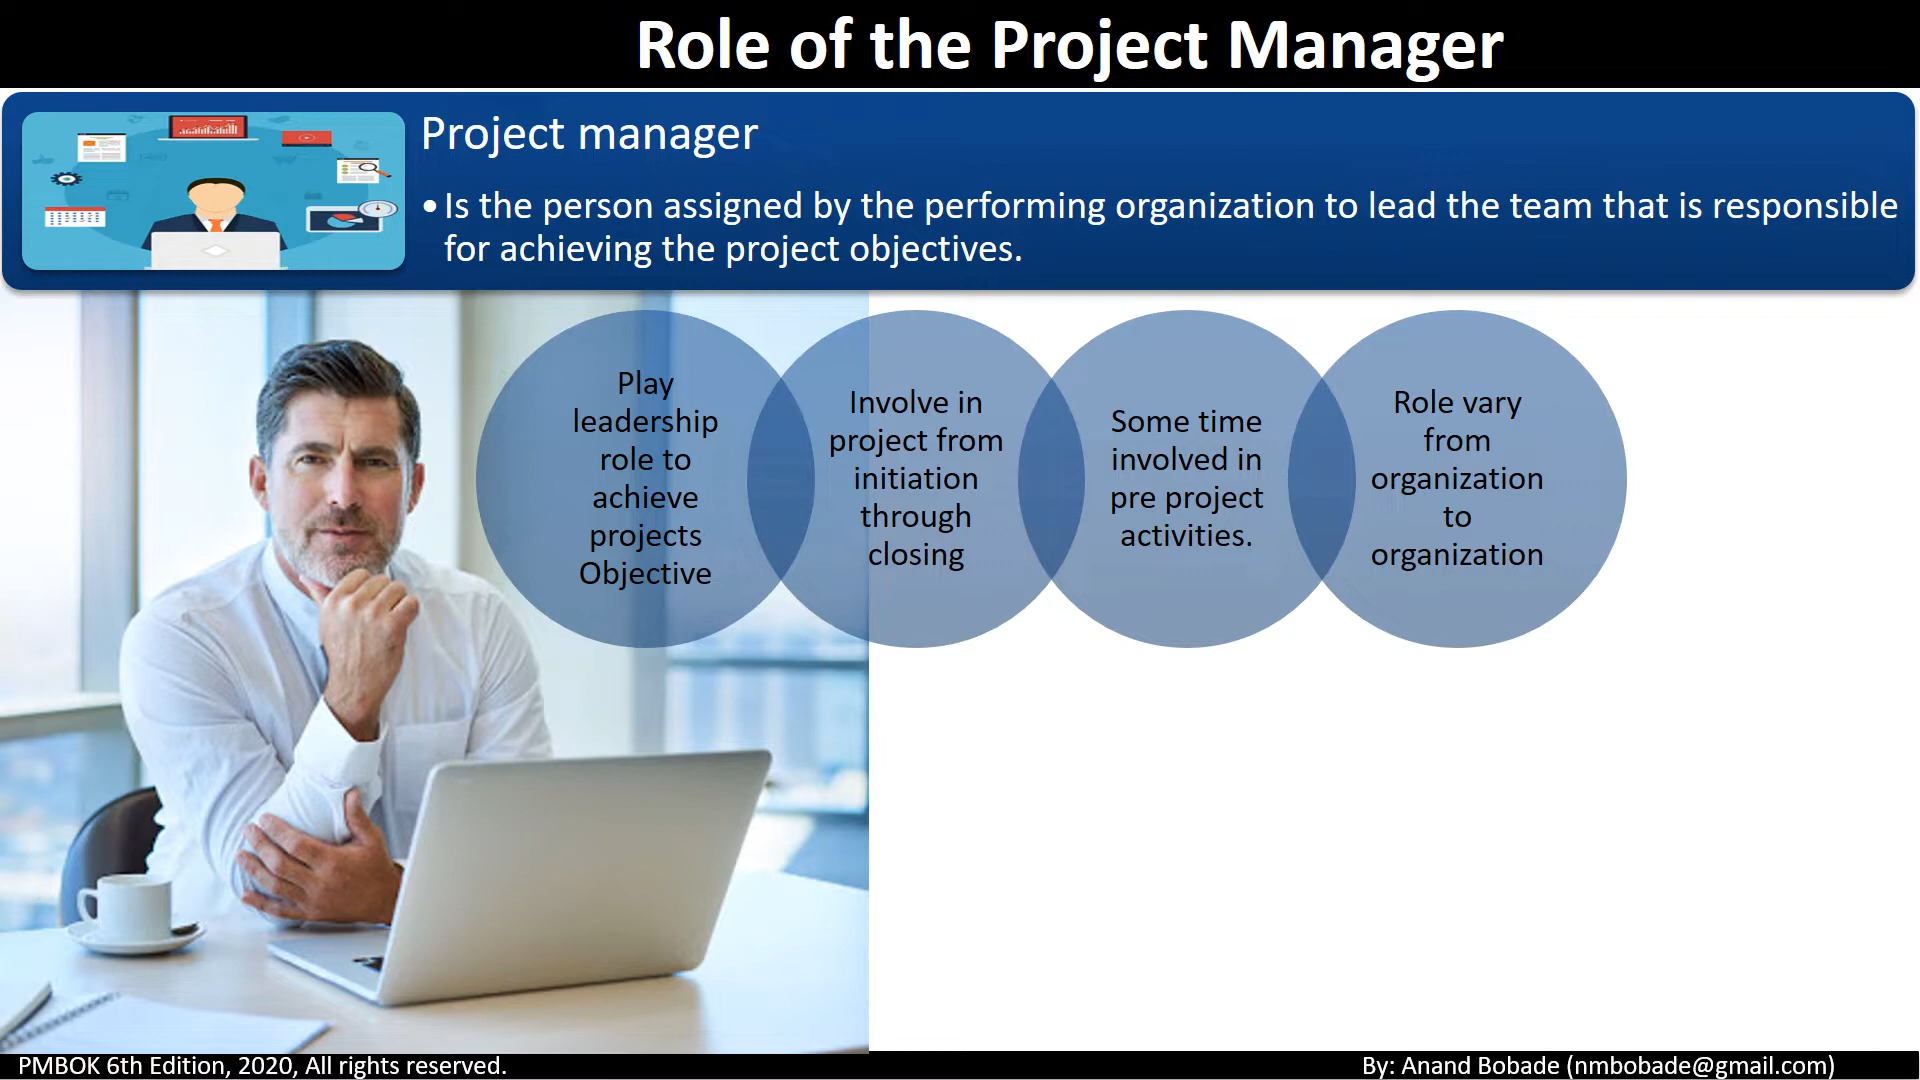 Role of the Project Manager
Project manager
•Is the person assigned by the performing organization to lead the team that is responsible
for achieving the project objectives.
Play
leadership
role to
achieve
projects
Objective
Involve in
project from
initiation
through
closing
Some time
involved in
pre project
activities.
Role vary
from
organization
to
organization
PMBOK 6th Edition, 2020, All rights reserved.
By: Anand Bobade (nmbobade@gmail.com)